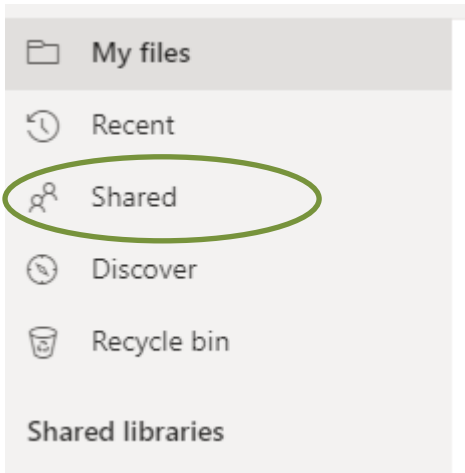 My files
Recent
Shared
Discover
Recycle bin
Shared libraries